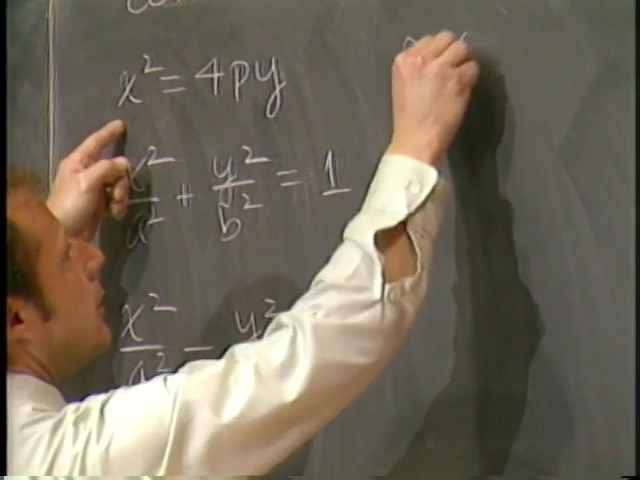 x² = 4py
x²/a² + y²/b² = 1
x²/a² - y²